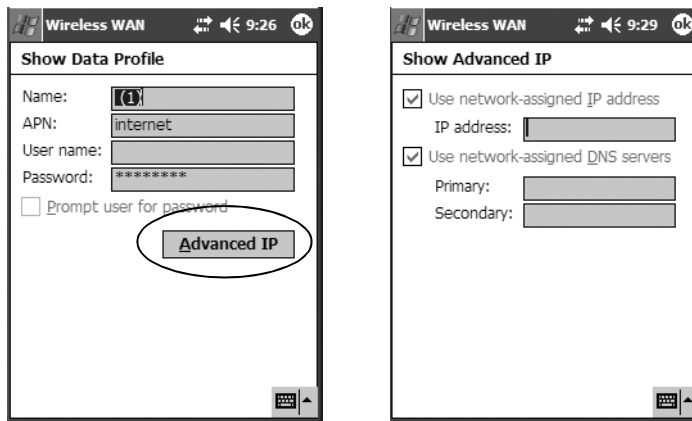 Wireless WAN 9:26 ok
Show Data Profile
Name: (1)
APN: internet
User name:
Password: ********
Prompt user for password
Advanced IP
Wireless WAN 9:29 ok
Show Advanced IP
Use network-assigned IP address
IP address:
Use network-assigned DNS servers
Primary:
Secondary: